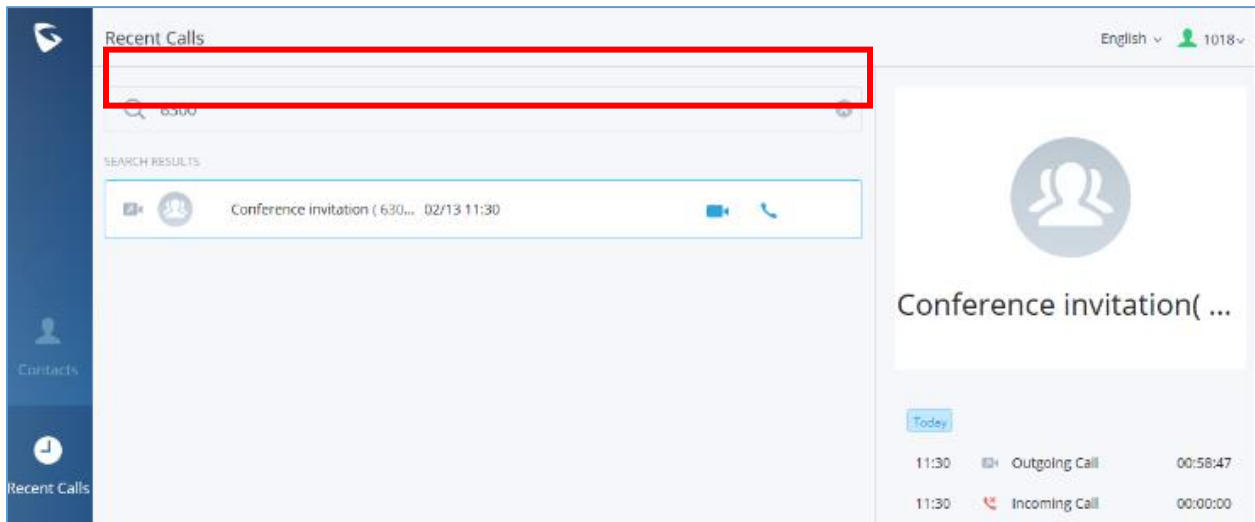 Recent Calls
English 1018
6300
SEARCH RESULTS
Conference invitation ( 630... 02/13 11:30
Conference invitation( ...
Contacts
Today
11:30 Outgoing Call 00:58:47
Recent Calls
11:30 Incoming Call 00:00:00